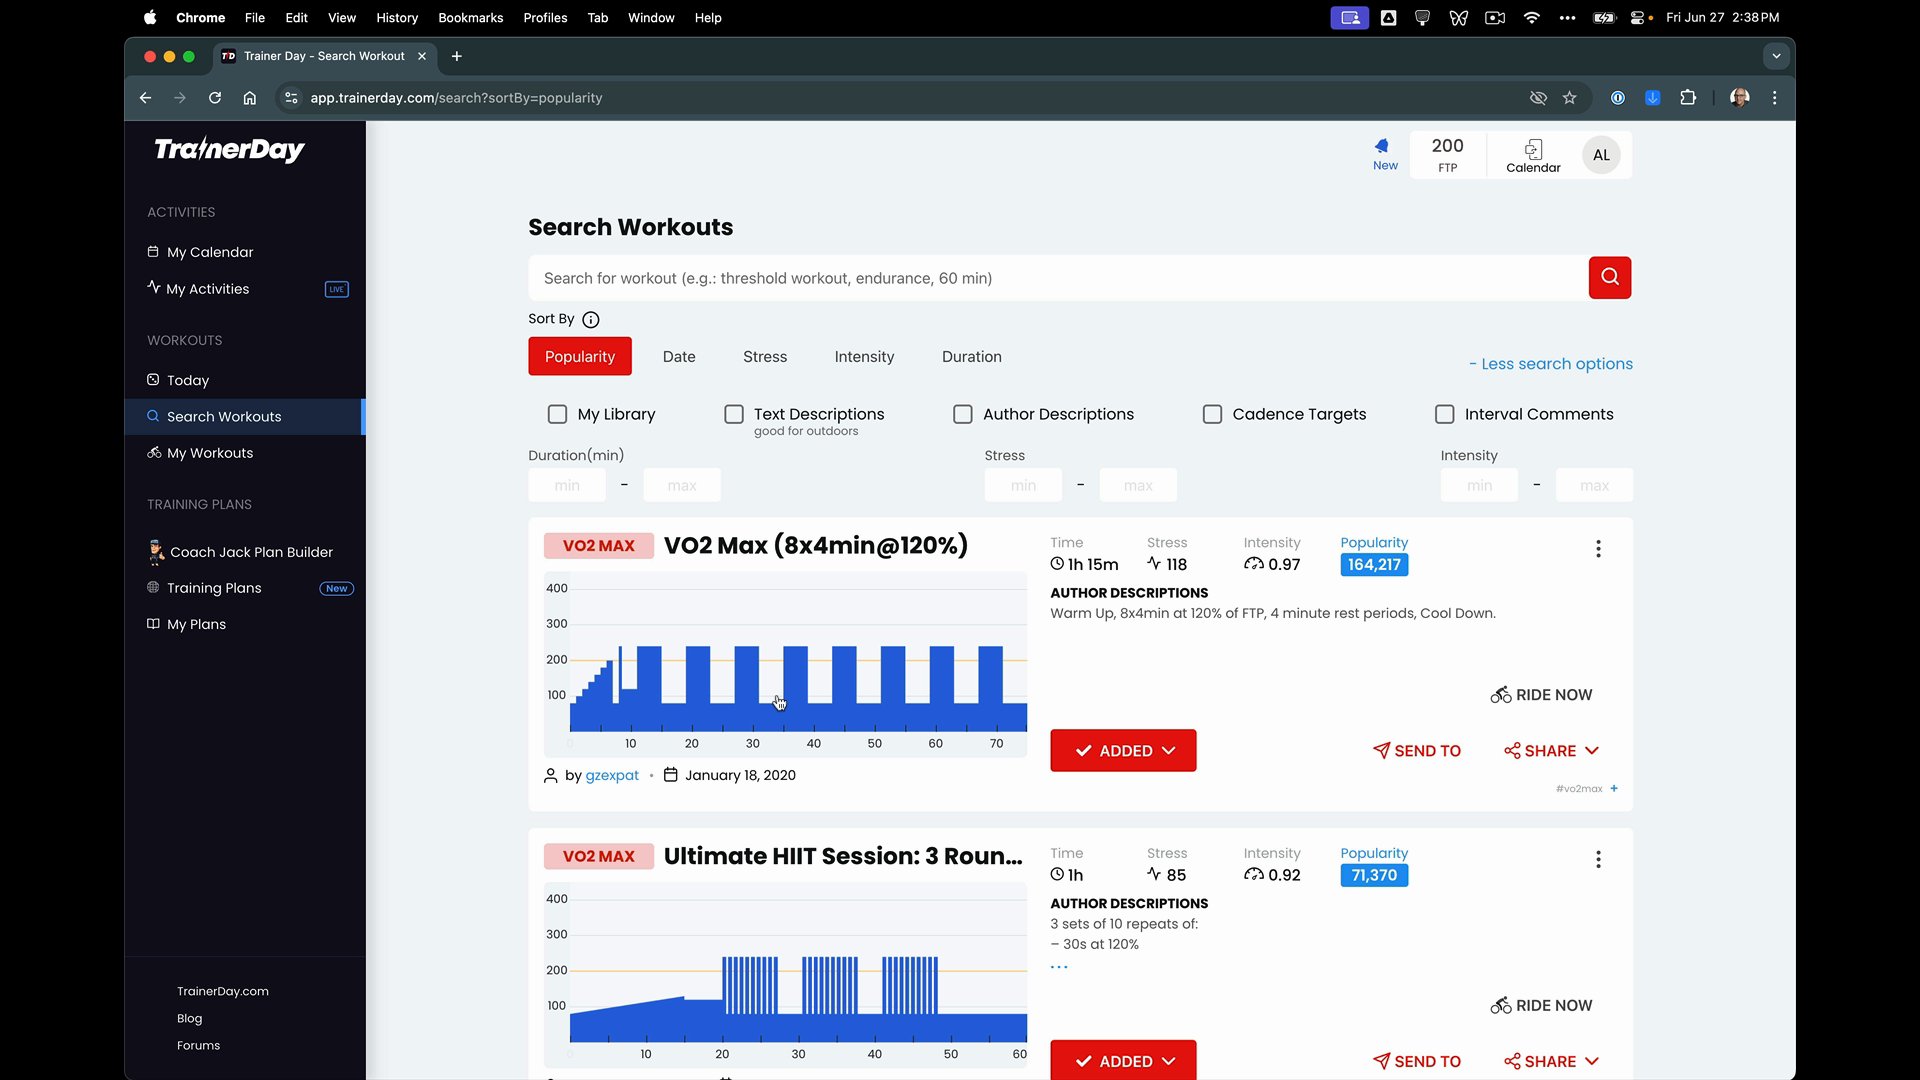 Chrome File Edit View History Bookmarks Profiles Tab Window Help Fri Jun 27 2:38 PM
Trainer Day - Search Workout
app.trainerday.com/search?sortBy=popularity
TrainerDay
ACTIVITIES
My Calendar
My Activities LIVE
WORKOUTS
Today
Search Workouts
My Workouts
TRAINING PLANS
Coach Jack Plan Builder
Training Plans New
My Plans
TrainerDay.com
Blog
Forums
New
200
FTP
Calendar
AL
Search Workouts
Search for workout (e.g.: threshold workout, endurance, 60 min)
Sort By
Popularity Date Stress Intensity Duration
- Less search options
My Library Text Descriptions Author Descriptions Cadence Targets Interval Comments
good for outdoors
Duration(min) Stress Intensity
min - max min - max min - max
VO2 MAX VO2 Max (8x4min@120%)
400
300
200
100
0 10 20 30 40 50 60 70
by gzexpat • January 18, 2020
Time Stress Intensity Popularity
1h 15m 118 0.97 164,217
AUTHOR DESCRIPTIONS
Warm Up, 8x4min at 120% of FTP, 4 minute rest periods, Cool Down.
RIDE NOW
ADDED SEND TO SHARE
#vo2max +
VO2 MAX Ultimate HIIT Session: 3 Roun...
400
300
200
100
0 10 20 30 40 50 60
Time Stress Intensity Popularity
1h 85 0.92 71,370
AUTHOR DESCRIPTIONS
3 sets of 10 repeats of:
– 30s at 120%
...
RIDE NOW
ADDED SEND TO SHARE